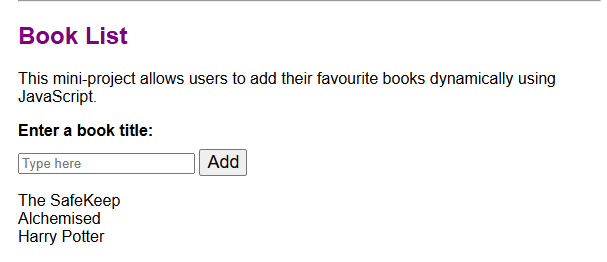 Book List
This mini-project allows users to add their favourite books dynamically using
JavaScript.
Enter a book title:
Type here
Add
The SafeKeep
Alchemised
Harry Potter